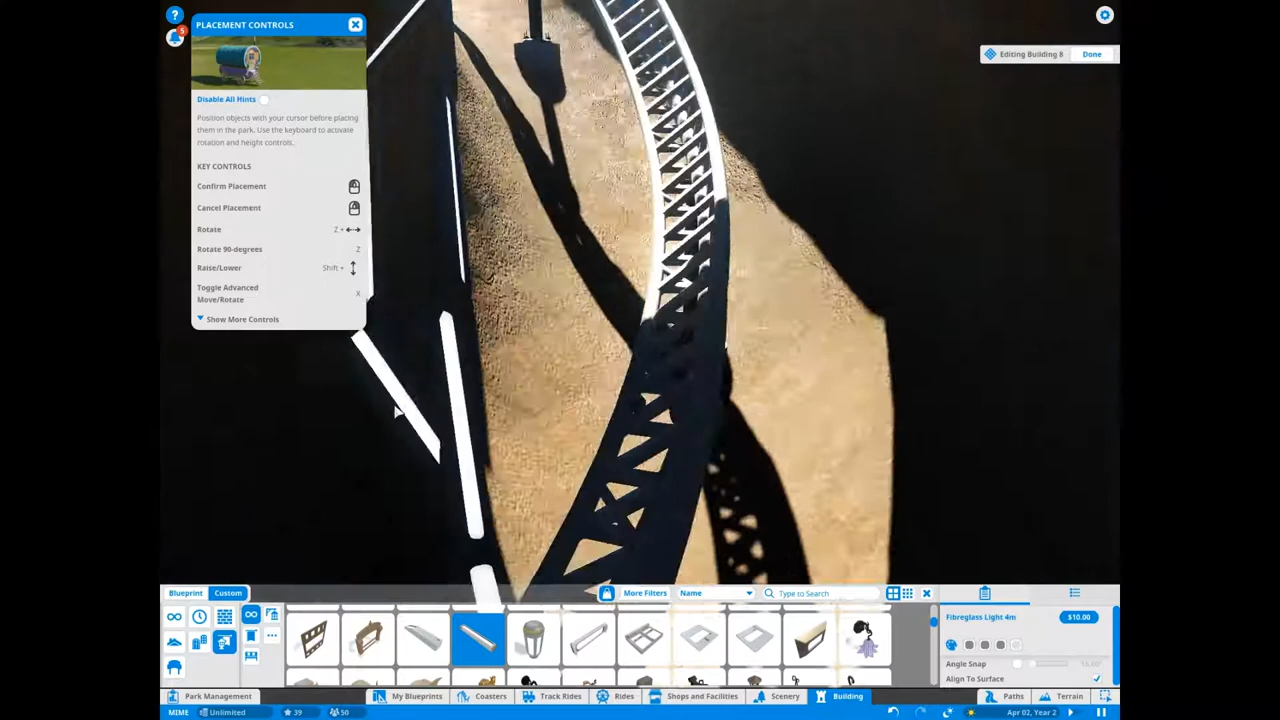 PLACEMENT CONTROLS
5
Editing Building 8
Done
Disable All Hints
Position objects with your cursor before placing
them in the park. Use the keyboard to activate
rotation and height controls.
KEY CONTROLS
Confirm Placement
Cancel Placement
Rotate Z +
Rotate 90-degrees Z
Raise/Lower Shift +
Toggle Advanced
Move/Rotate X
Show More Controls
Blueprint Custom More Filters Name Type to Search
Fibreglass Light 4m $10.00
Angle Snap
Align To Surface
Park Management My Blueprints Coasters Track Rides Rides Shops and Facilities Scenery Building Paths Terrain
MIME Unlimited 39 50 Apr 02, Year 2